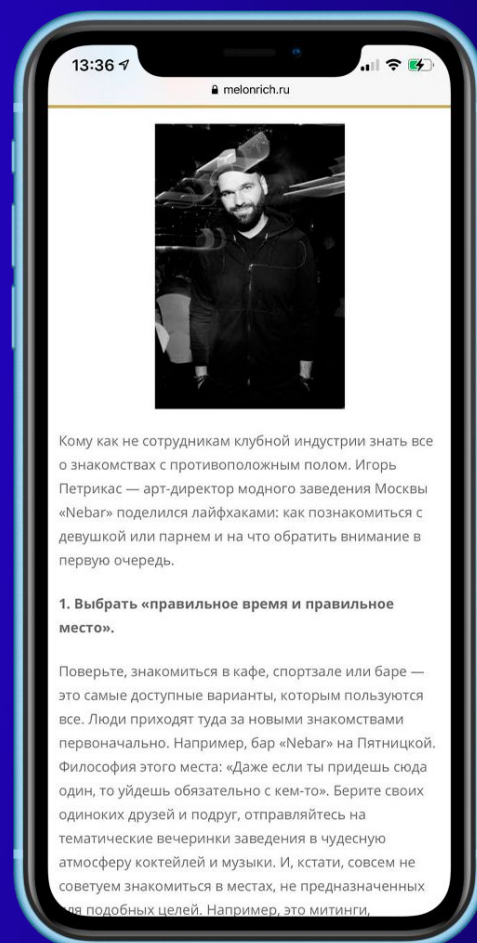 13:36
melonrich.ru
Кому как не сотрудникам клубной индустрии знать все
о знакомствах с противоположным полом. Игорь
Петрикас — арт-директор модного заведения Москвы
«Nebar» поделился лайфхаками: как познакомиться с
девушкой или парнем и на что обратить внимание в
первую очередь.
1. Выбрать «правильное время и правильное
место».
Поверьте, знакомиться в кафе, спортзале или баре —
это самые доступные варианты, которым пользуются
все. Люди приходят туда за новыми знакомствами
первоначально. Например, бар «Nebar» на Пятницкой.
Философия этого места: «Даже если ты придешь сюда
один, то уйдешь обязательно с кем-то». Берите своих
одиноких друзей и подруг, отправляйтесь на
тематические вечеринки заведения в чудесную
атмосферу коктейлей и музыки. И, кстати, совсем не
советуем знакомиться в местах, не предназначенных
для подобных целей. Например, это митинги,